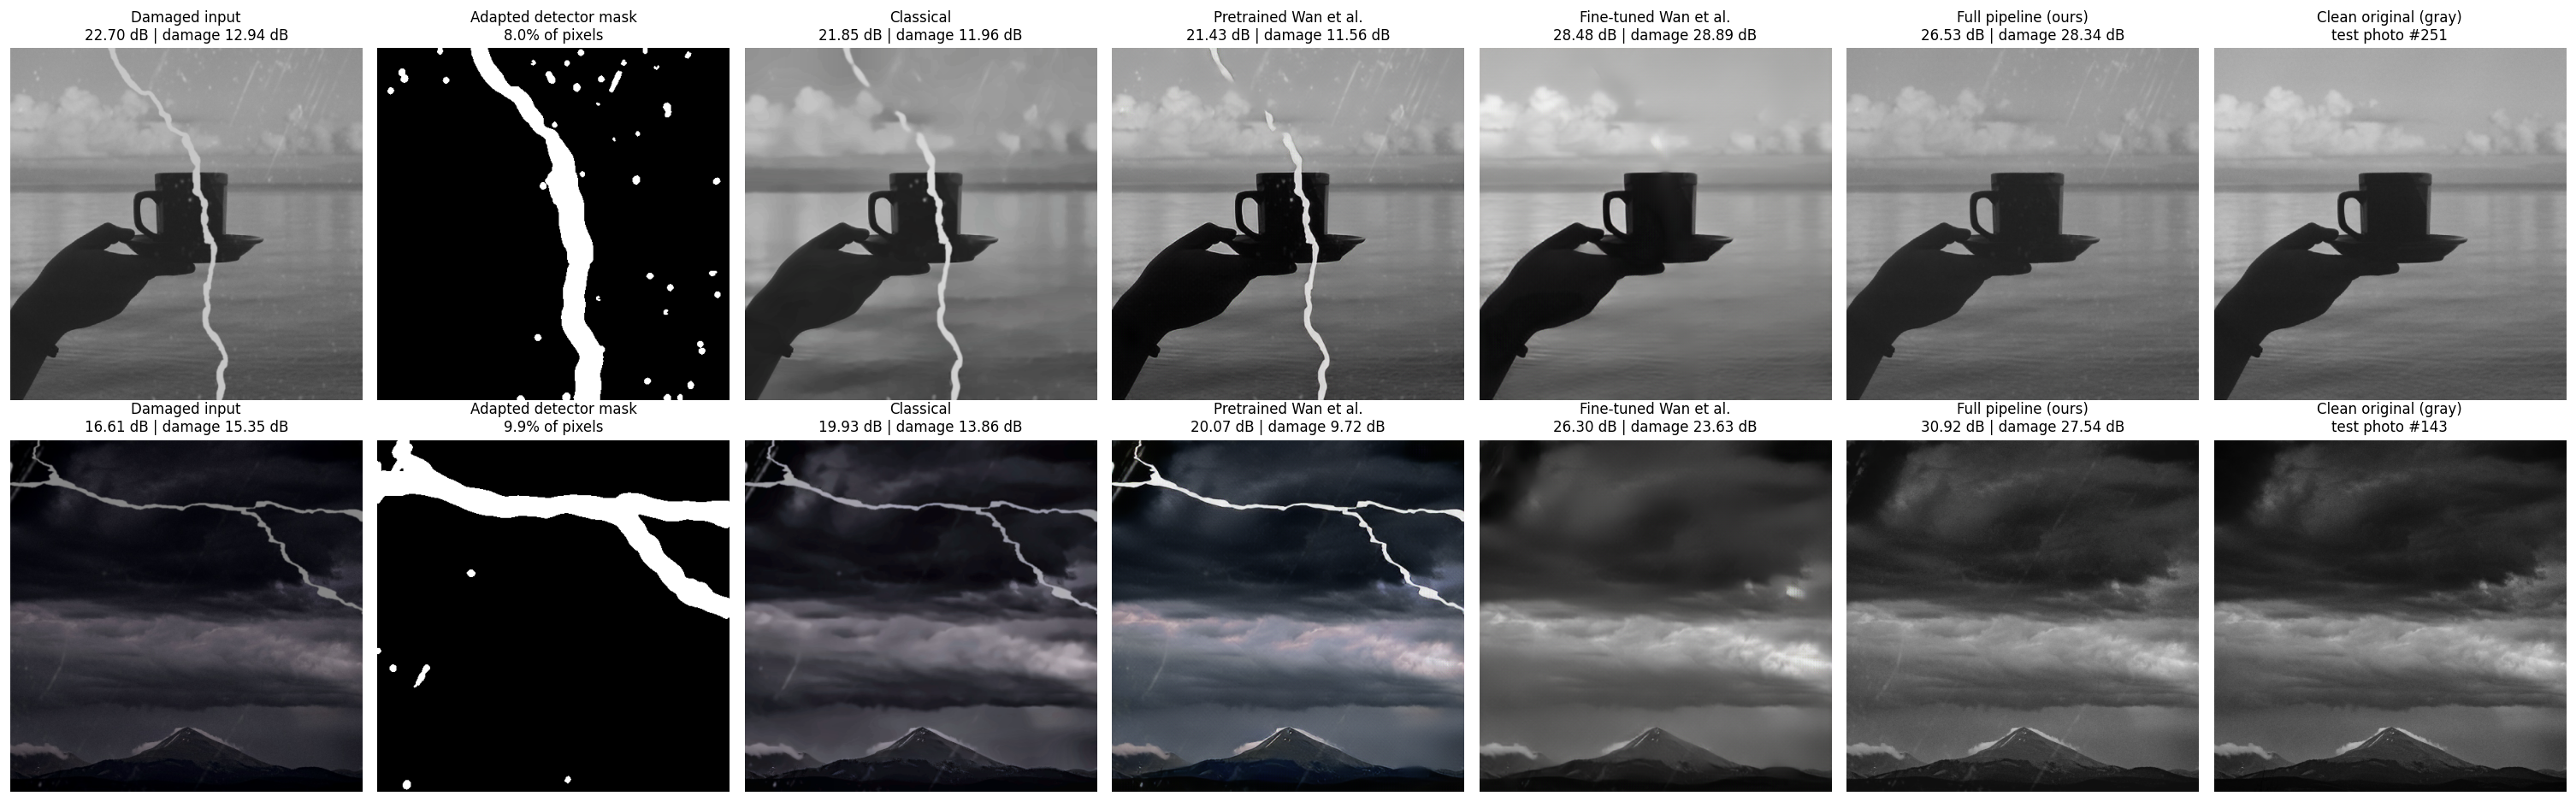 Damaged input
22.70 dB | damage 12.94 dB
Adapted detector mask
8.0% of pixels
Classical
21.85 dB | damage 11.96 dB
Pretrained Wan et al.
21.43 dB | damage 11.56 dB
Fine-tuned Wan et al.
28.48 dB | damage 28.89 dB
Full pipeline (ours)
26.53 dB | damage 28.34 dB
Clean original (gray)
test photo #251
Damaged input
16.61 dB | damage 15.35 dB
Adapted detector mask
9.9% of pixels
Classical
19.93 dB | damage 13.86 dB
Pretrained Wan et al.
20.07 dB | damage 9.72 dB
Fine-tuned Wan et al.
26.30 dB | damage 23.63 dB
Full pipeline (ours)
30.92 dB | damage 27.54 dB
Clean original (gray)
test photo #143